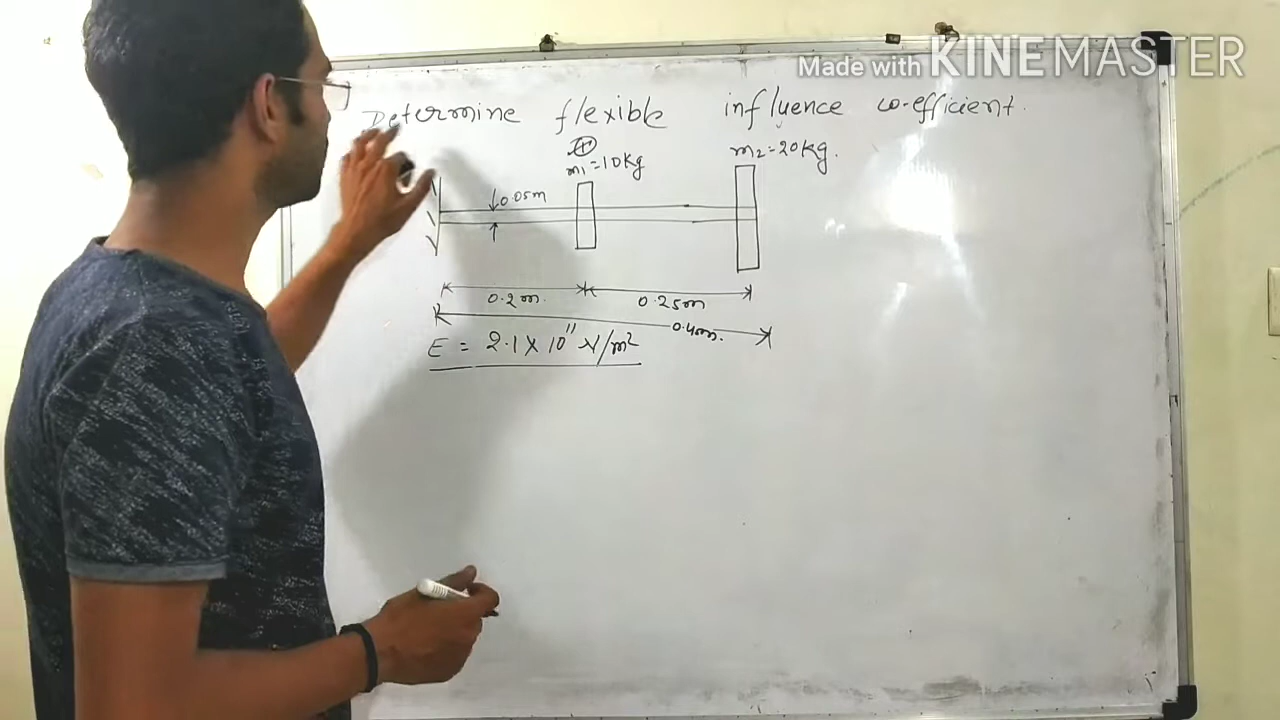 Made with KINEMASTER
Determine flexible influence co-efficient.
m1=10kg
m2=20kg.
0.05m
0.2m.
0.25m
0.4m.
E = 2.1 X 10¹¹ N/m²